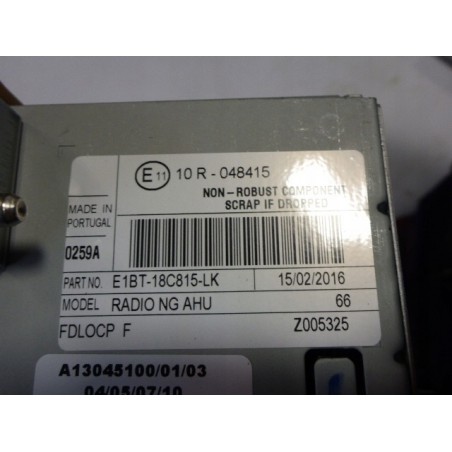 E11 10 R - 048415
NON-ROBUST COMPONENT
SCRAP IF DROPPED
MADE IN
PORTUGAL
0259A
PART NO. E1BT-18C815-LK 15/02/2016
MODEL RADIO NG AHU 66
FDLOCP F Z005325
A13045100/01/03
04/05/07/10